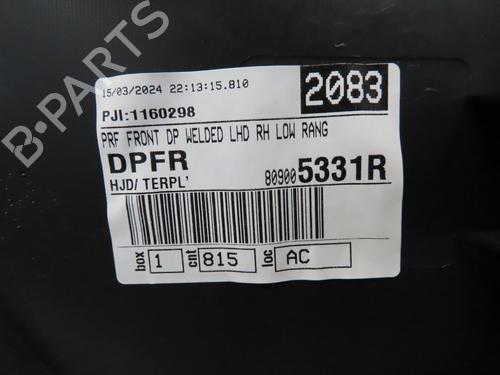 B-PARTS
15/03/2024 22:13:15.810
2083
PJI:1160298
PRF FRONT DP WELDED LHD RH LOW RANG
DPFR
HJD/ TERPL'
809005331R
box 1 cnt 815 loc AC